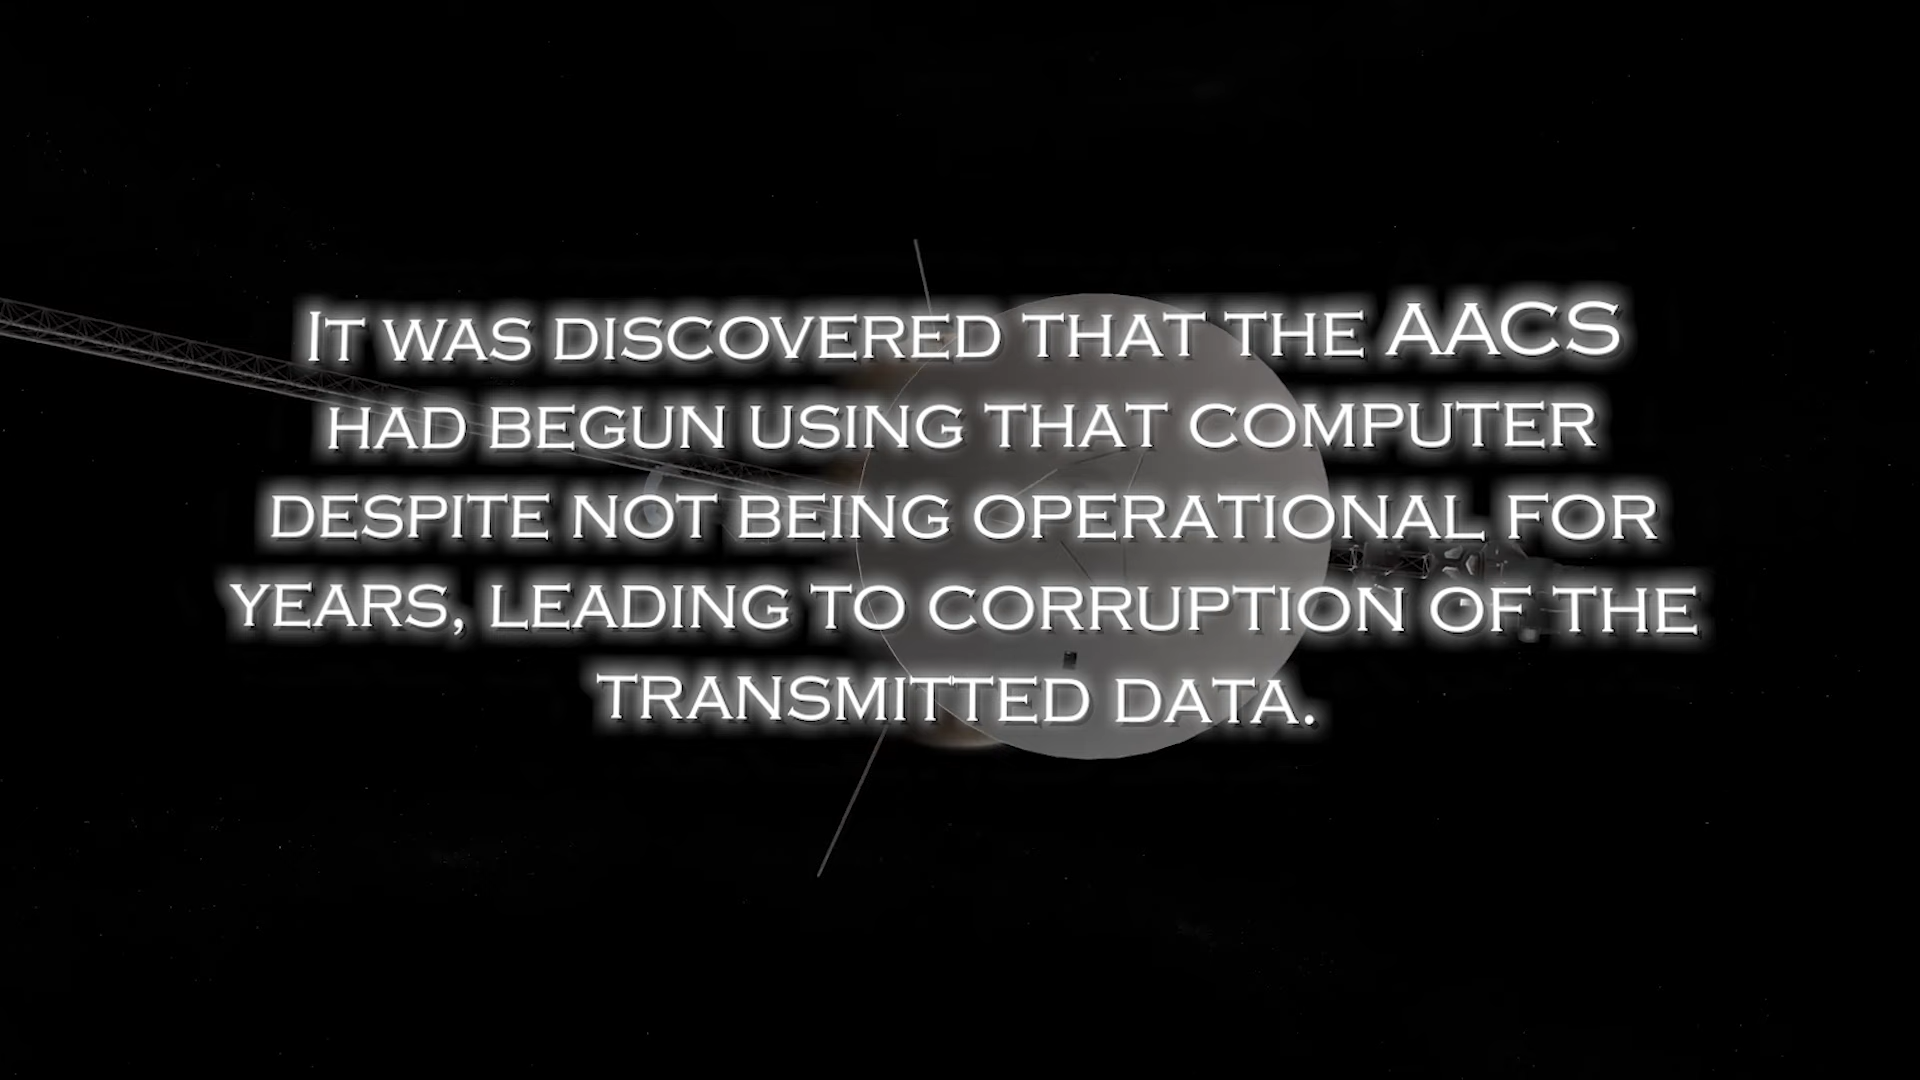 It was discovered that the AACS
had begun using that computer
despite not being operational for
years, leading to corruption of the
transmitted data.